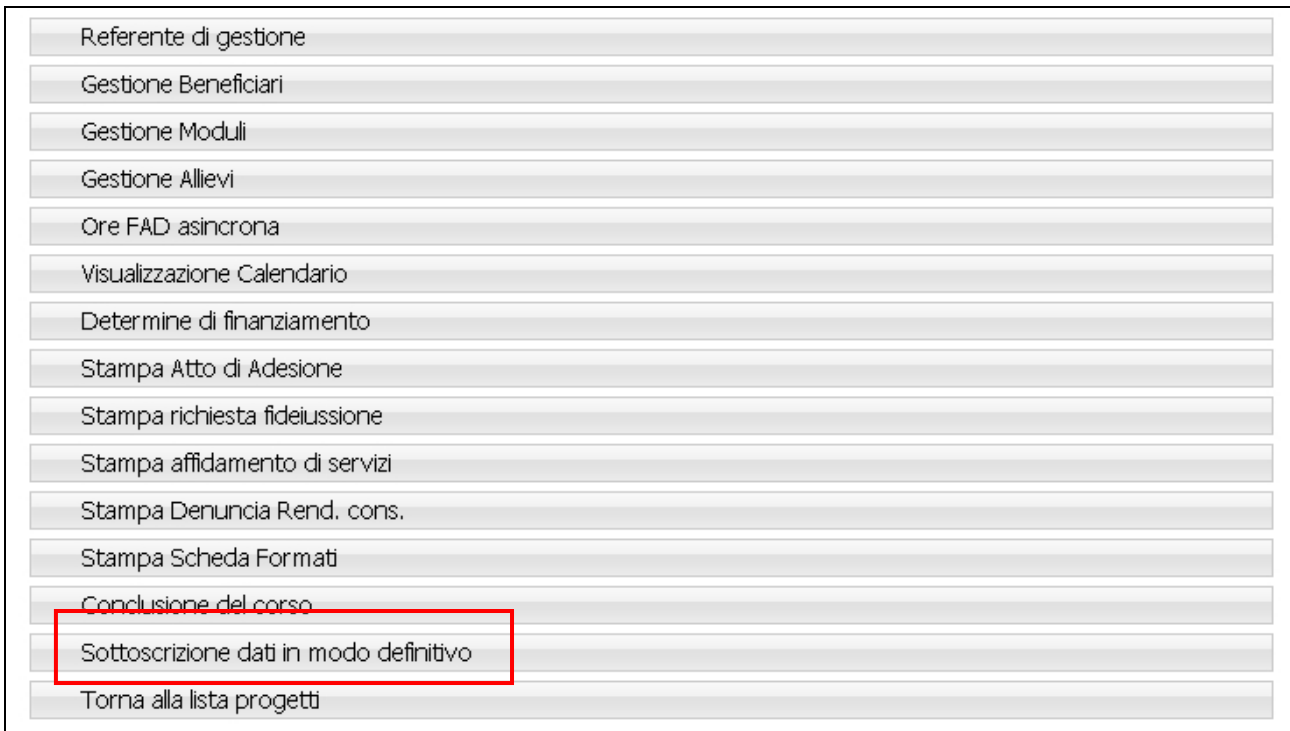 Referente di gestione
Gestione Beneficiari
Gestione Moduli
Gestione Allievi
Ore FAD asincrona
Visualizzazione Calendario
Determine di finanziamento
Stampa Atto di Adesione
Stampa richiesta fideiussione
Stampa affidamento di servizi
Stampa Denuncia Rend. cons.
Stampa Scheda Formati
Conclusione del corso
Sottoscrizione dati in modo definitivo
Torna alla lista progetti